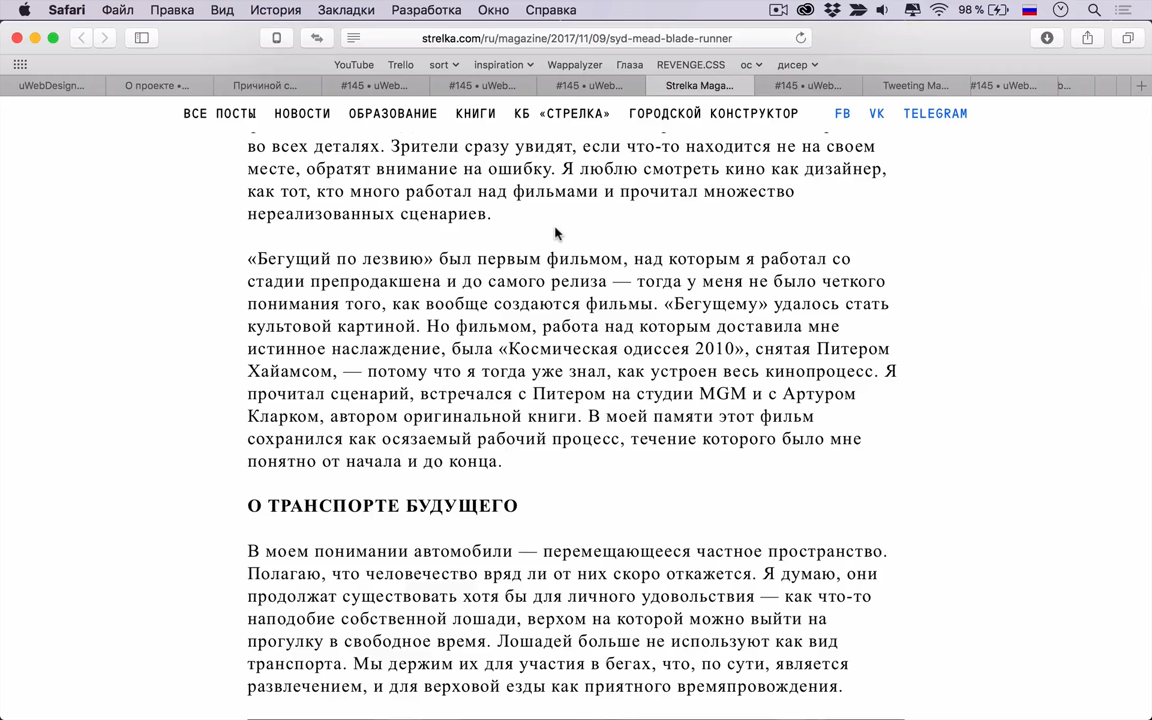 Safari Файл Правка Вид История Закладки Разработка Окно Справка 98 %
strelka.com/ru/magazine/2017/11/09/syd-mead-blade-runner
YouTube Trello sort inspiration Wappalyzer Глаза REVENGE.CSS ос дисер
uWebDesign... О проекте •... Причиной с... #145 • uWeb... #145 • uWeb... #145 • uWeb... Strelka Maga... #145 • uWeb... Tweeting Ma... #145 • uWeb... b...
ВСЕ ПОСТЫ НОВОСТИ ОБРАЗОВАНИЕ КНИГИ КБ «СТРЕЛКА» ГОРОДСКОЙ КОНСТРУКТОР FB VK TELEGRAM
во всех деталях. Зрители сразу увидят, если что-то находится не на своем
месте, обратят внимание на ошибку. Я люблю смотреть кино как дизайнер,
как тот, кто много работал над фильмами и прочитал множество
нереализованных сценариев.
«Бегущий по лезвию» был первым фильмом, над которым я работал со
стадии препродакшена и до самого релиза — тогда у меня не было четкого
понимания того, как вообще создаются фильмы. «Бегущему» удалось стать
культовой картиной. Но фильмом, работа над которым доставила мне
истинное наслаждение, была «Космическая одиссея 2010», снятая Питером
Хайамсом, — потому что я тогда уже знал, как устроен весь кинопроцесс. Я
прочитал сценарий, встречался с Питером на студии MGM и с Артуром
Кларком, автором оригинальной книги. В моей памяти этот фильм
сохранился как осязаемый рабочий процесс, течение которого было мне
понятно от начала и до конца.
О ТРАНСПОРТЕ БУДУЩЕГО
В моем понимании автомобили — перемещающееся частное пространство.
Полагаю, что человечество вряд ли от них скоро откажется. Я думаю, они
продолжат существовать хотя бы для личного удовольствия — как что-то
наподобие собственной лошади, верхом на которой можно выйти на
прогулку в свободное время. Лошадей больше не используют как вид
транспорта. Мы держим их для участия в бегах, что, по сути, является
развлечением, и для верховой езды как приятного времяпровождения.